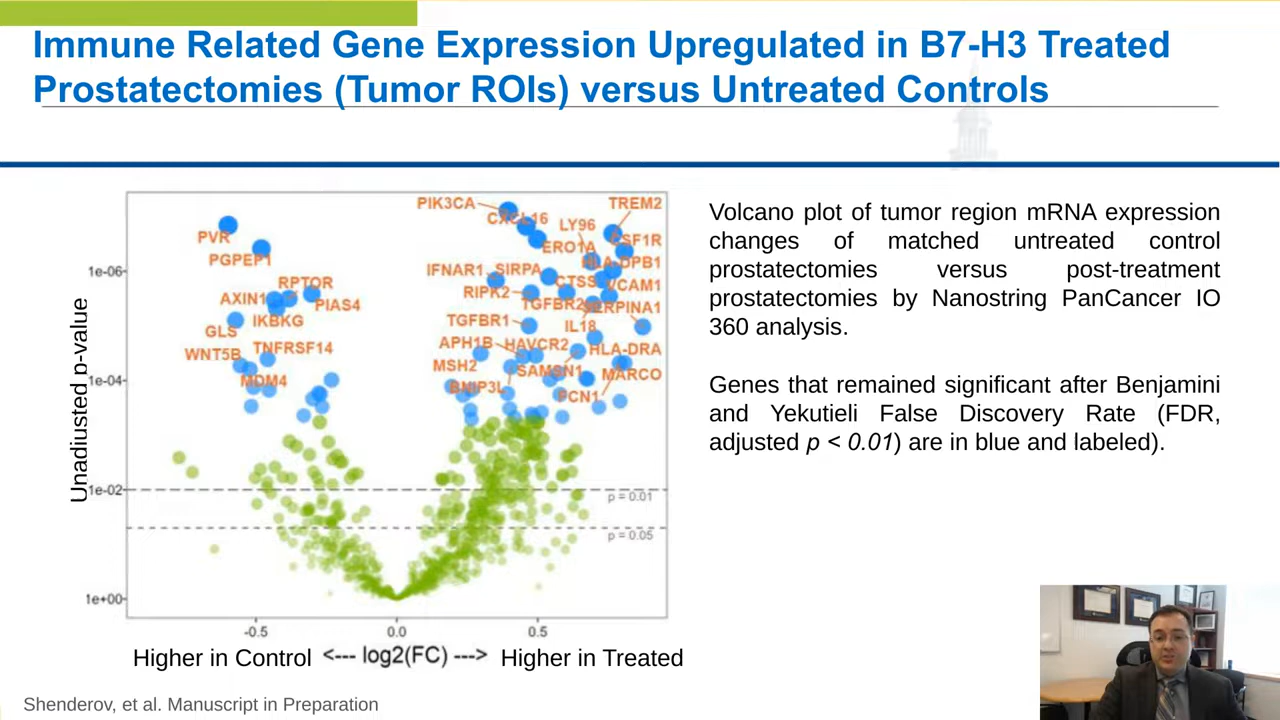 Immune Related Gene Expression Upregulated in B7-H3 Treated
Prostatectomies (Tumor ROIs) versus Untreated Controls
Volcano plot of tumor region mRNA expression
changes of matched untreated control
prostatectomies versus post-treatment
prostatectomies by Nanostring PanCancer IO
360 analysis.
Genes that remained significant after Benjamini
and Yekutieli False Discovery Rate (FDR,
adjusted p < 0.01) are in blue and labeled).
Unadjusted p-value
1e-06
1e-04
1e-02
1e+00
PVR
PGPEP1
RPTOR
AXIN1
PIAS4
IKBKG
GLS
WNT5B
TNFRSF14
MDM4
PIK3CA
TREM2
CXCL16
LY96
ERO1A
CSF1R
HLA-DPB1
IFNAR1
SIRPA
CTSS
VCAM1
RIPK2
TGFBR2
SERPINA1
TGFBR1
IL18
APH1B
HAVCR2
HLA-DRA
MSH2
SAMSN1
MARCO
BNIP3L
FCN1
p = 0.01
p = 0.05
-0.5
0.0
0.5
Higher in Control <--- log2(FC) ---> Higher in Treated
Shenderov, et al. Manuscript in Preparation